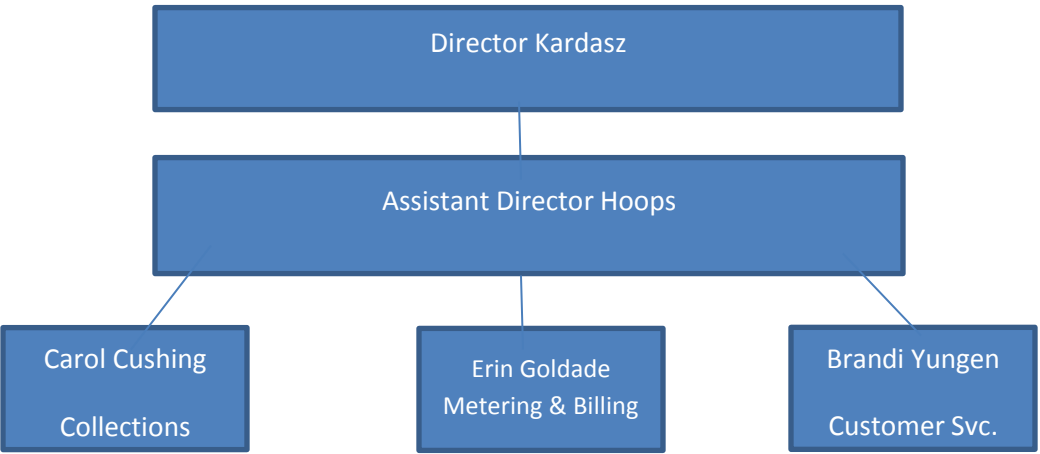 Director Kardasz
Assistant Director Hoops
Carol Cushing
Collections
Erin Goldade
Metering & Billing
Brandi Yungen
Customer Svc.